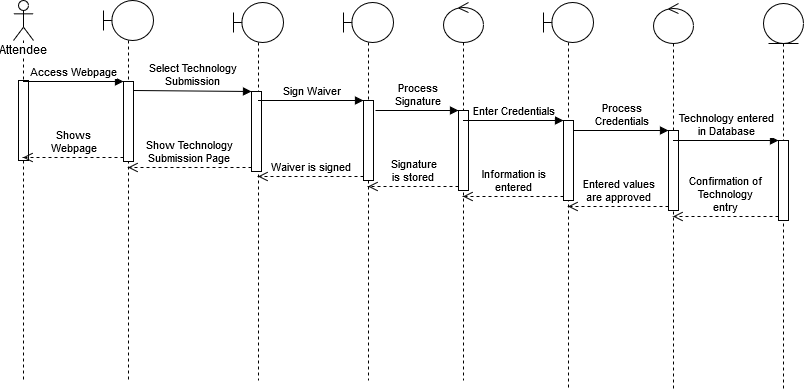 Attendee
Access Webpage
Select Technology
Submission
Sign Waiver
Process
Signature
Enter Credentials
Process
Credentials
Technology entered
in Database
Shows
Webpage
Show Technology
Submission Page
Waiver is signed
Signature
is stored
Information is
entered
Entered values
are approved
Confirmation of
Technology
entry